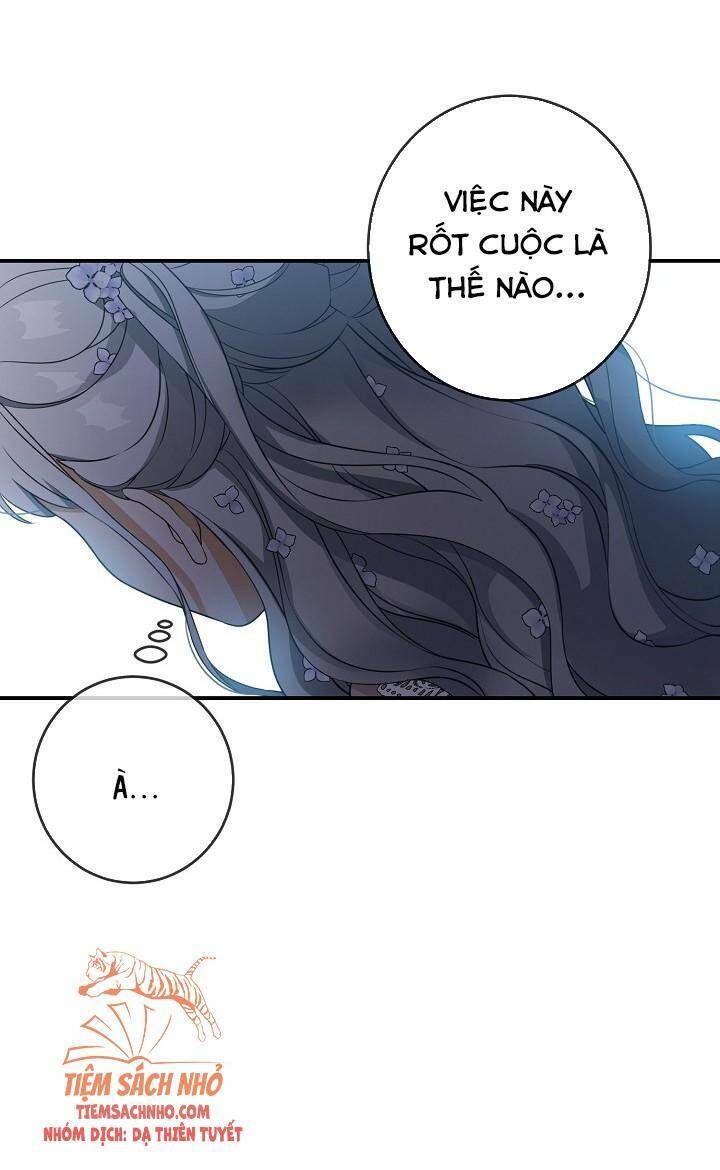 VIỆC NÀY
RỐT CUỘC LÀ
THẾ NÀO...
À...
TIỆM SÁCH NHỎ
TIEMSACHNHO.COM
NHÓM DỊCH: DẠ THIÊN TUYẾT